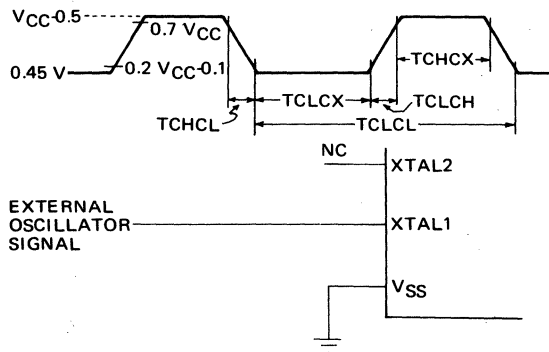 VCC-0.5
0.7 VCC
0.45 V
0.2 VCC-0.1
TCHCX
TCLCX
TCLCH
TCHCL
TCLCL
NC
XTAL2
EXTERNAL
OSCILLATOR
SIGNAL
XTAL1
VSS